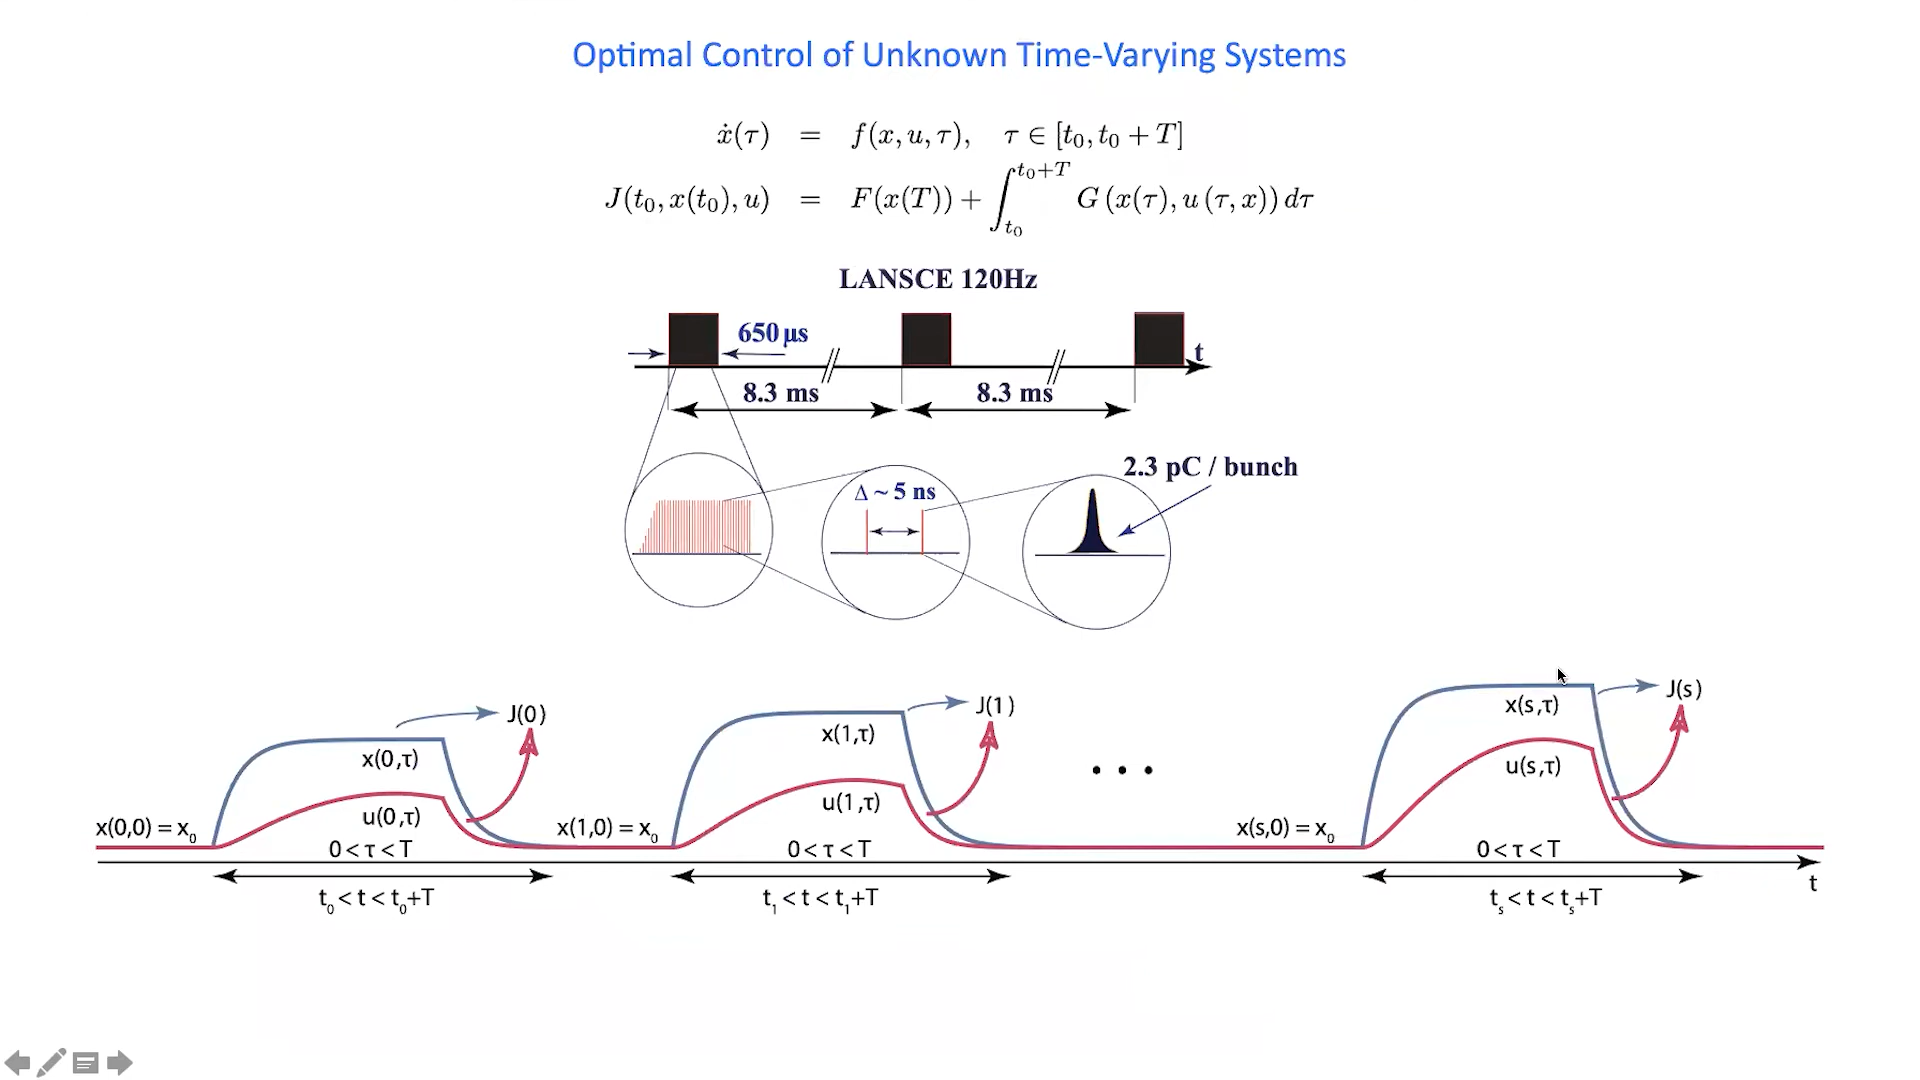 Optimal Control of Unknown Time-Varying Systems
ẋ(τ) = f(x, u, τ), τ ∈ [t₀, t₀ + T]
J(t₀, x(t₀), u) = F(x(T)) + ∫_{t₀}^{t₀+T} G (x(τ), u (τ, x)) dτ
LANSCE 120Hz
650 μs
t
8.3 ms 8.3 ms
2.3 pC / bunch
Δ ~ 5 ns
J(0) J(1) J(s)
x(0,τ) x(1,τ) x(s,τ)
u(0,τ) u(1,τ) • • • u(s,τ)
x(0,0) = x₀ x(1,0) = x₀ x(s,0) = x₀
0 < τ < T 0 < τ < T 0 < τ < T
t
t₀ < t < t₀+T t₁ < t < t₁+T tₛ < t < tₛ+T